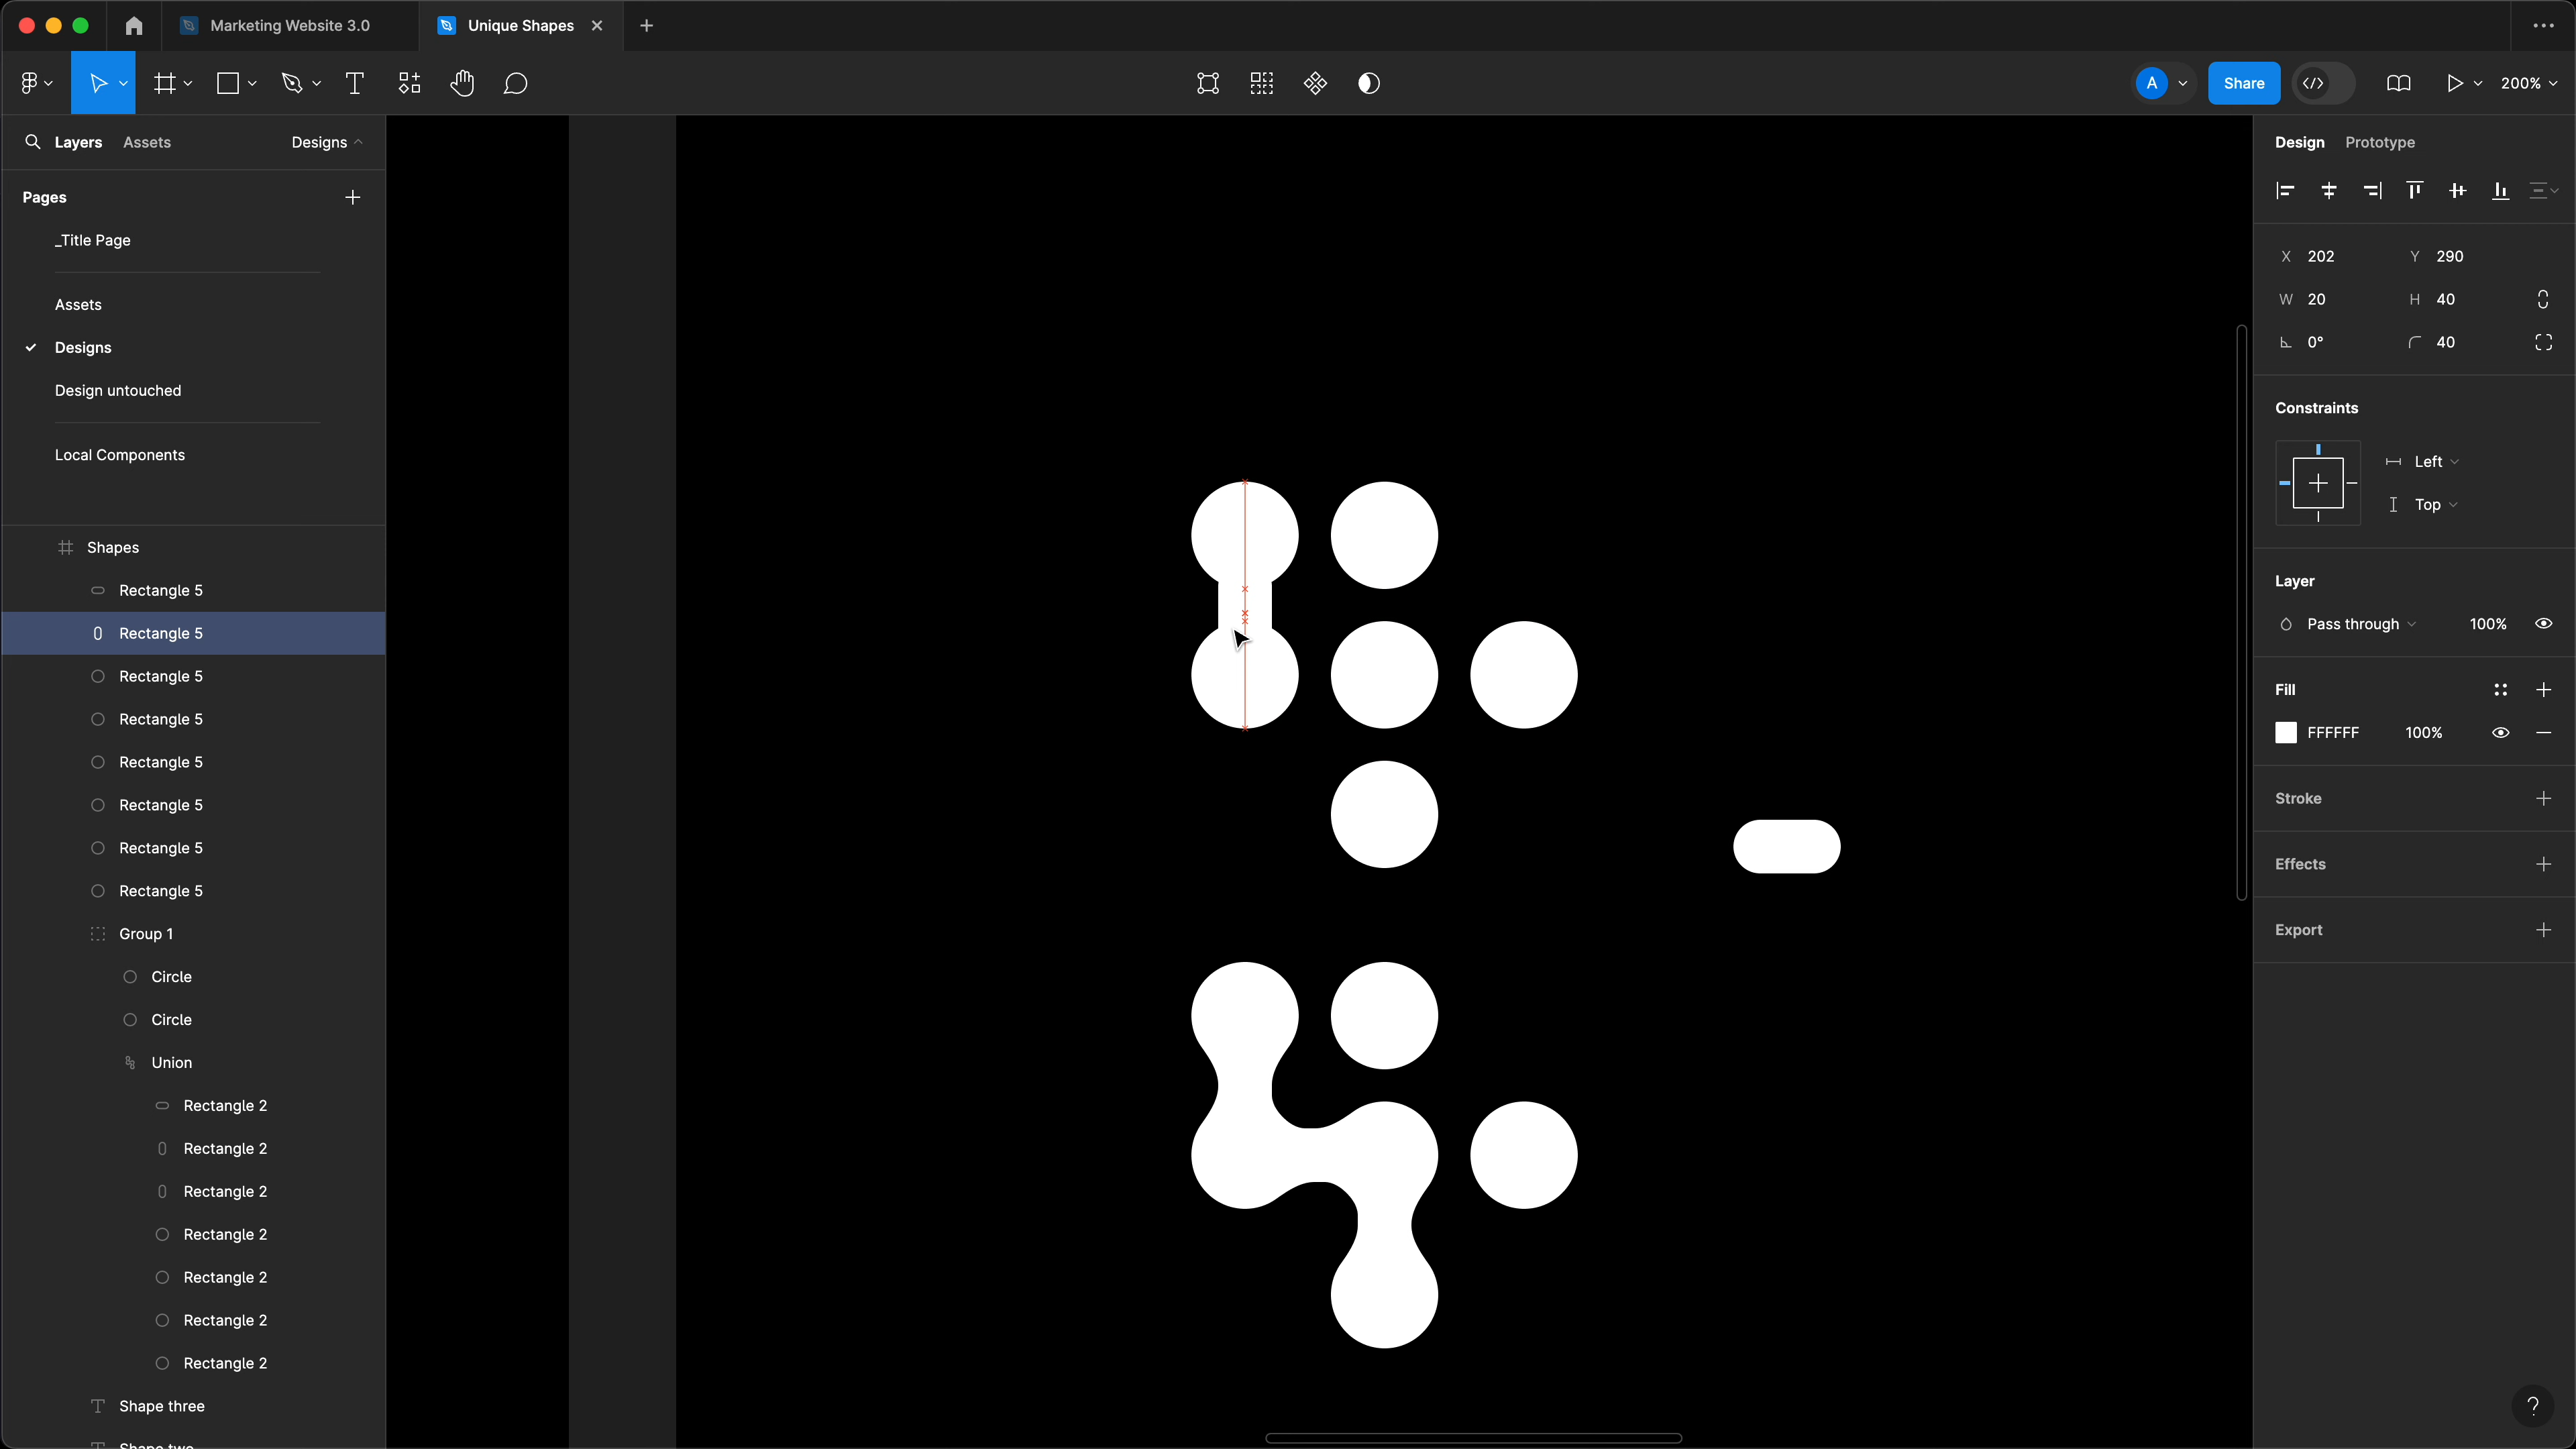 Marketing Website 3.0
Unique Shapes
A
Share
200%
Layers
Assets
Designs
Pages
_Title Page
Assets
Designs
Design untouched
Local Components
Shapes
Rectangle 5
Rectangle 5
Rectangle 5
Rectangle 5
Rectangle 5
Rectangle 5
Rectangle 5
Rectangle 5
Group 1
Circle
Circle
Union
Rectangle 2
Rectangle 2
Rectangle 2
Rectangle 2
Rectangle 2
Rectangle 2
Rectangle 2
Shape three
Shape two
Design
Prototype
X 202
Y 290
W 20
H 40
0°
40
Constraints
Left
Top
Layer
Pass through
100%
Fill
FFFFFF
100%
Stroke
Effects
Export
?